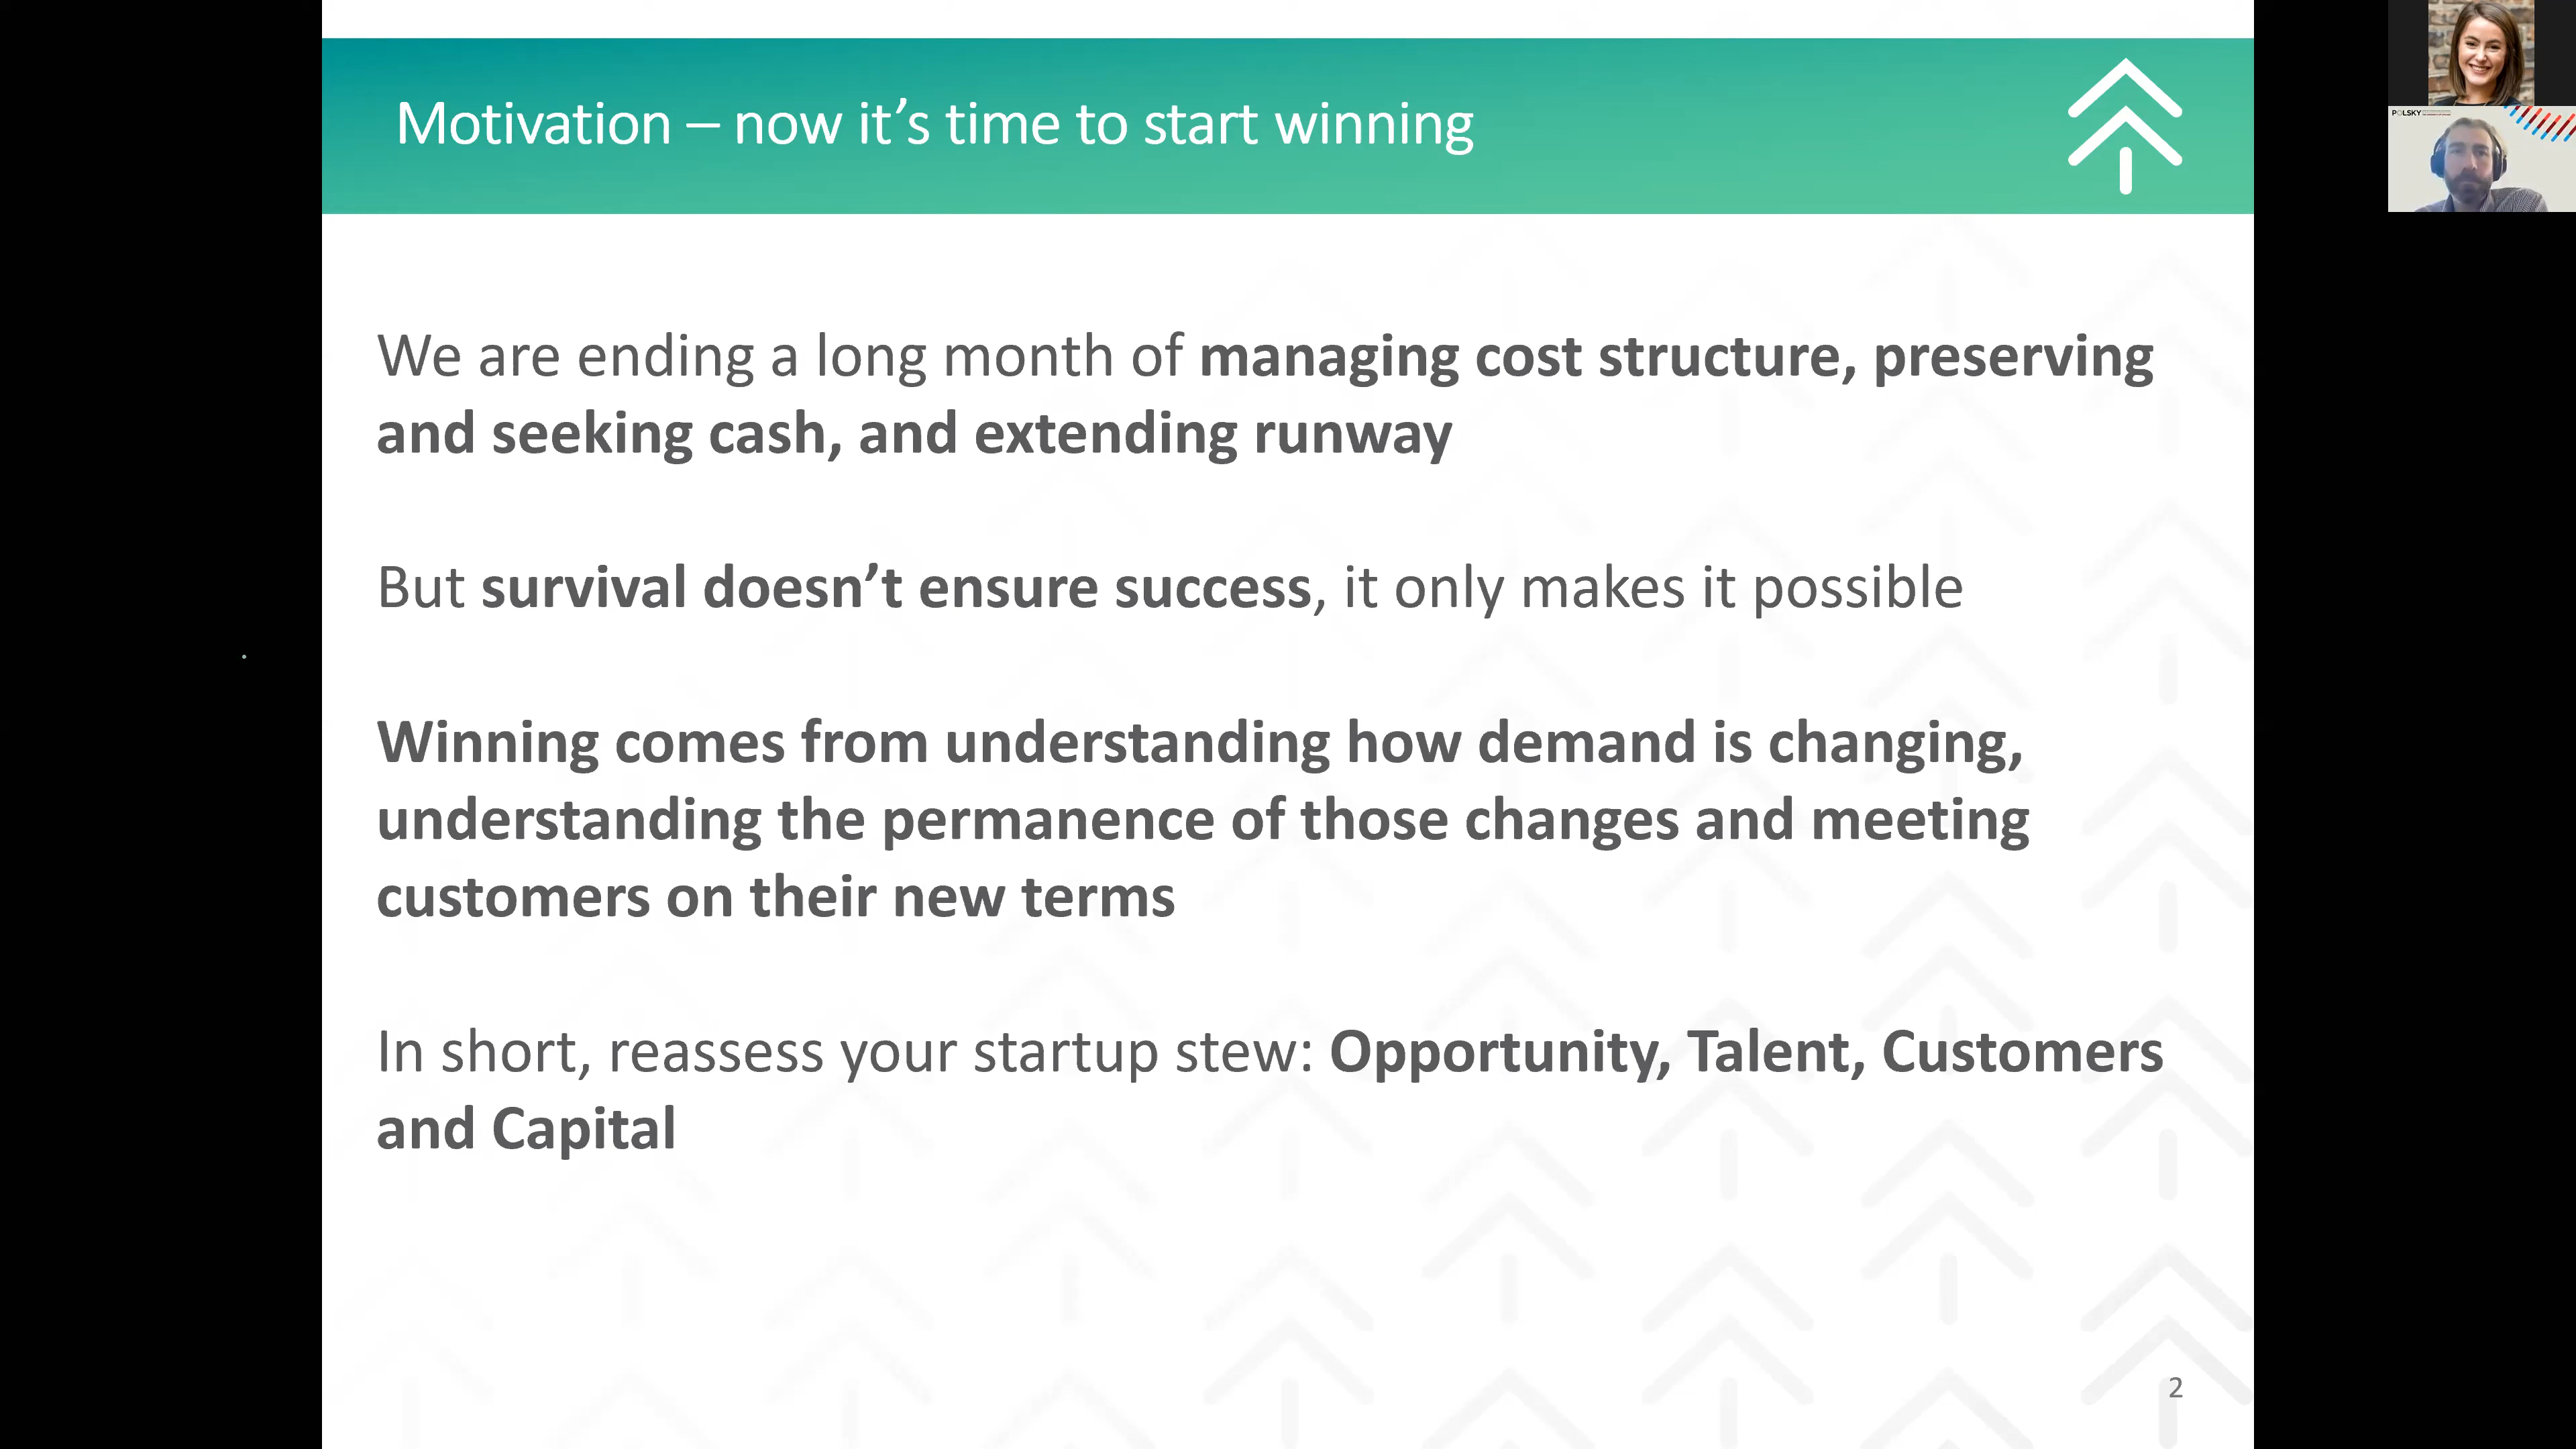 Motivation – now it’s time to start winning
We are ending a long month of managing cost structure, preserving
and seeking cash, and extending runway
But survival doesn’t ensure success, it only makes it possible
Winning comes from understanding how demand is changing,
understanding the permanence of those changes and meeting
customers on their new terms
In short, reassess your startup stew: Opportunity, Talent, Customers
and Capital
2
POLSKY